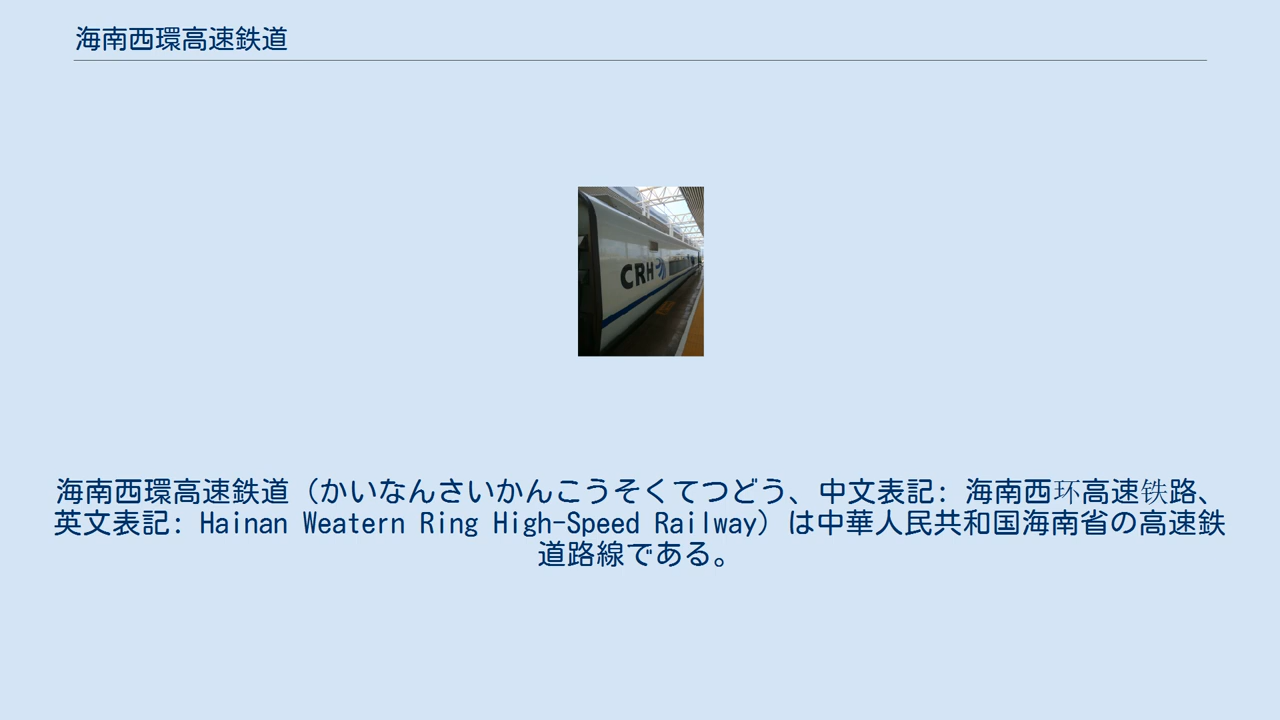 海南西環高速鉄道
CRH
海南西環高速鉄道（かいなんさいかんこうそくてつどう、中文表記: 海南西环高速铁路、
英文表記: Hainan Weatern Ring High-Speed Railway）は中華人民共和国海南省の高速鉄
道路線である。